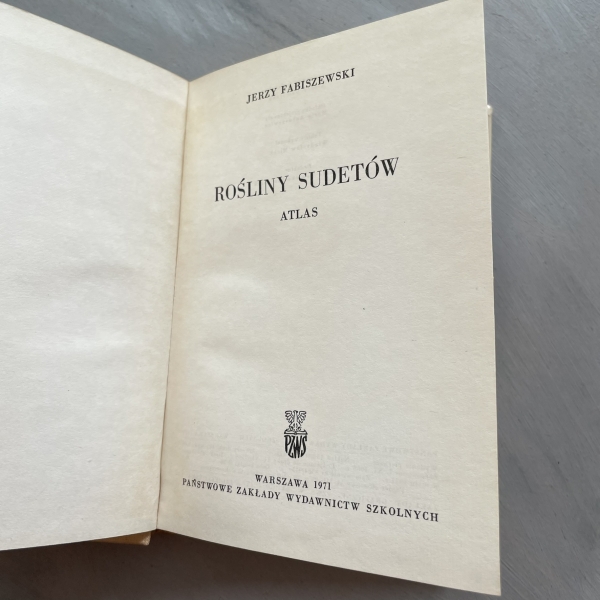 JERZY FABISZEWSKI
ROŚLINY SUDETÓW
ATLAS
PZWS
WARSZAWA 1971
PAŃSTWOWE ZAKŁADY WYDAWNICTW SZKOLNYCH